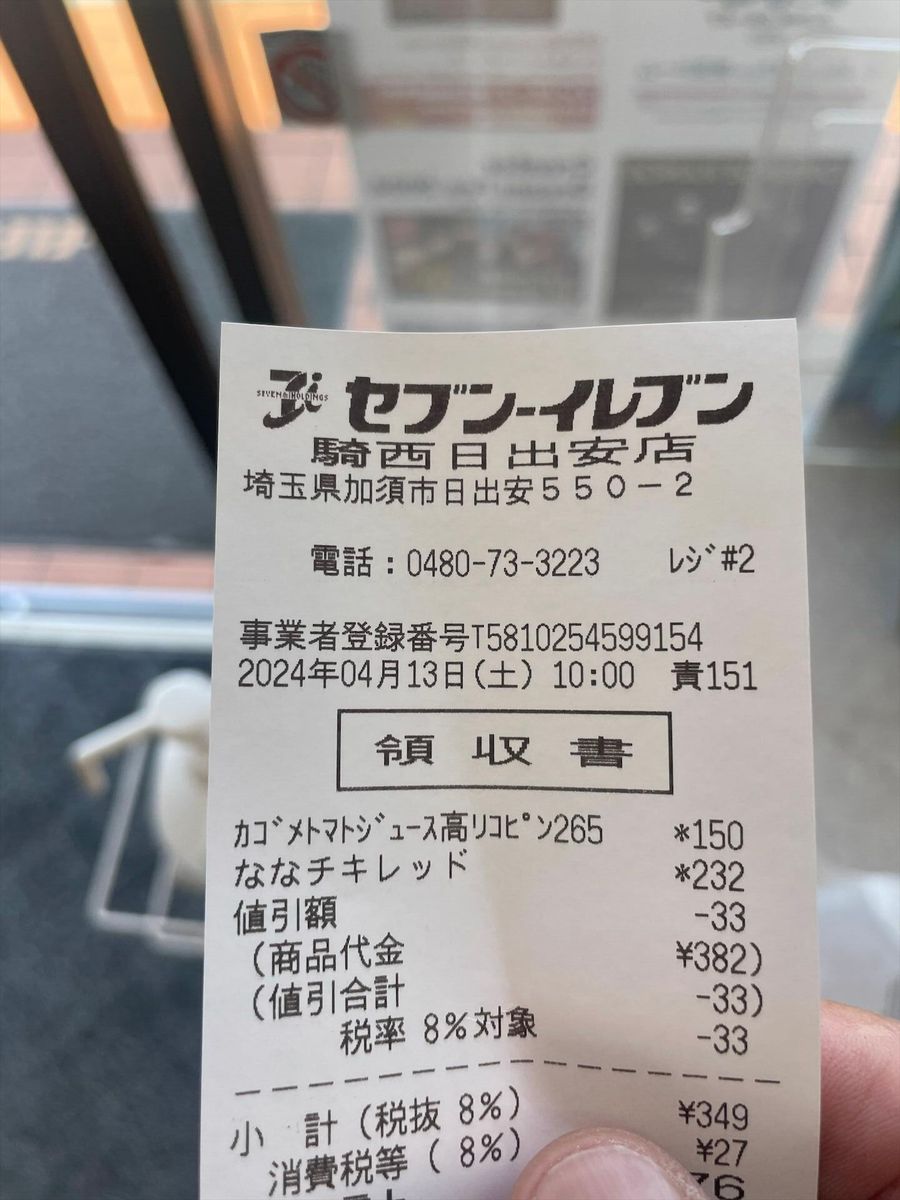 SEVEN&iHOLDINGS
セブン-イレブン
騎西日出安店
埼玉県加須市日出安550-2
電話：0480-73-3223 ﾚｼﾞ#2
事業者登録番号T5810254599154
2024年04月13日(土) 10:00 責151
領収書
ｶｺﾞﾒﾄﾏﾄｼﾞｭｰｽ高ﾘｺﾋﾟﾝ265 *150
ななチキレッド *232
値引額 -33
(商品代金 ¥382)
(値引合計 -33)
税率 8%対象 -33
小 計(税抜 8%) ¥349
消費税等( 8%) ¥27